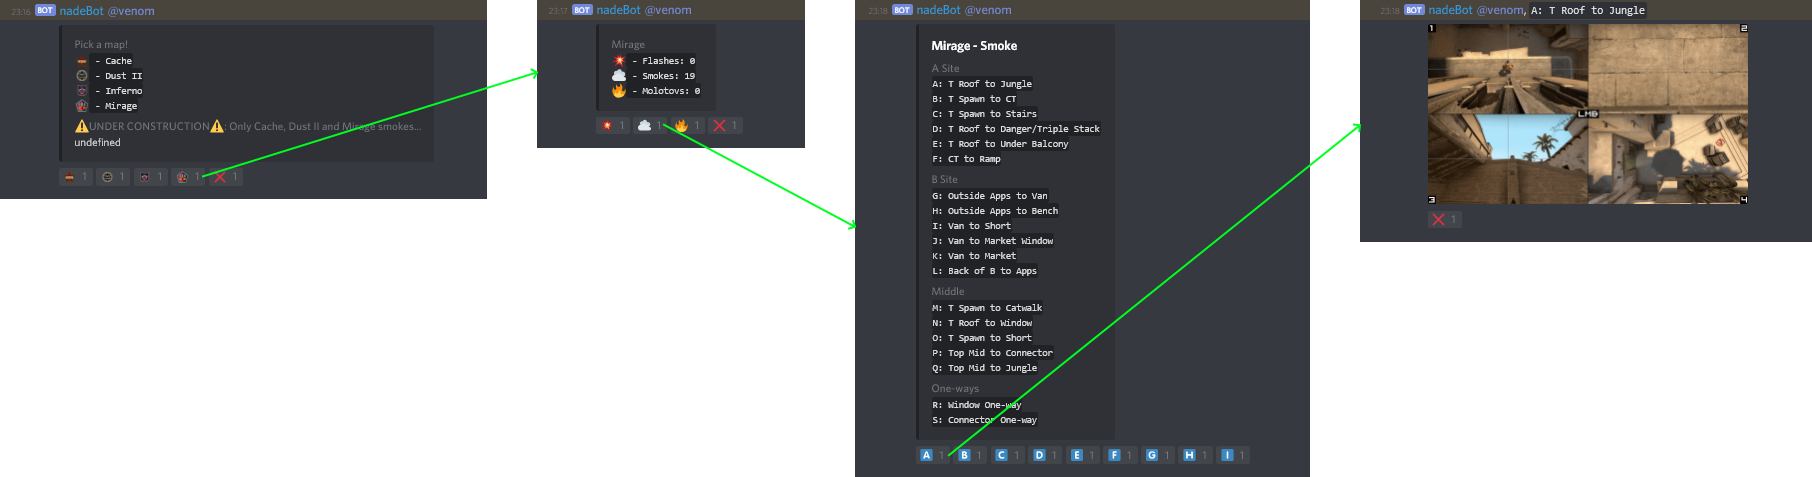 23:16 BOT nadeBot @venom
Pick a map!
- Cache
- Dust II
- Inferno
- Mirage
⚠️UNDER CONSTRUCTION⚠️: Only Cache, Dust II and Mirage smokes...
undefined
1 1 1 1 ❌ 1
23:17 BOT nadeBot @venom
Mirage
💥 - Flashes: 0
☁️ - Smokes: 19
🔥 - Molotovs: 0
💥 1 ☁️ 1 🔥 1 ❌ 1
23:18 BOT nadeBot @venom
Mirage - Smoke
A Site
A: T Roof to Jungle
B: T Spawn to CT
C: T Spawn to Stairs
D: T Roof to Danger/Triple Stack
E: T Roof to Under Balcony
F: CT to Ramp
B Site
G: Outside Apps to Van
H: Outside Apps to Bench
I: Van to Short
J: Van to Market Window
K: Van to Market
L: Back of B to Apps
Middle
M: T Spawn to Catwalk
N: T Roof to Window
O: T Spawn to Short
P: Top Mid to Connector
Q: Top Mid to Jungle
One-ways
R: Window One-way
S: Connector One-way
A 1 B 1 C 1 D 1 E 1 F 1 G 1 H 1 I 1
23:18 BOT nadeBot @venom, A: T Roof to Jungle
1 2
LMB
3 4
❌ 1